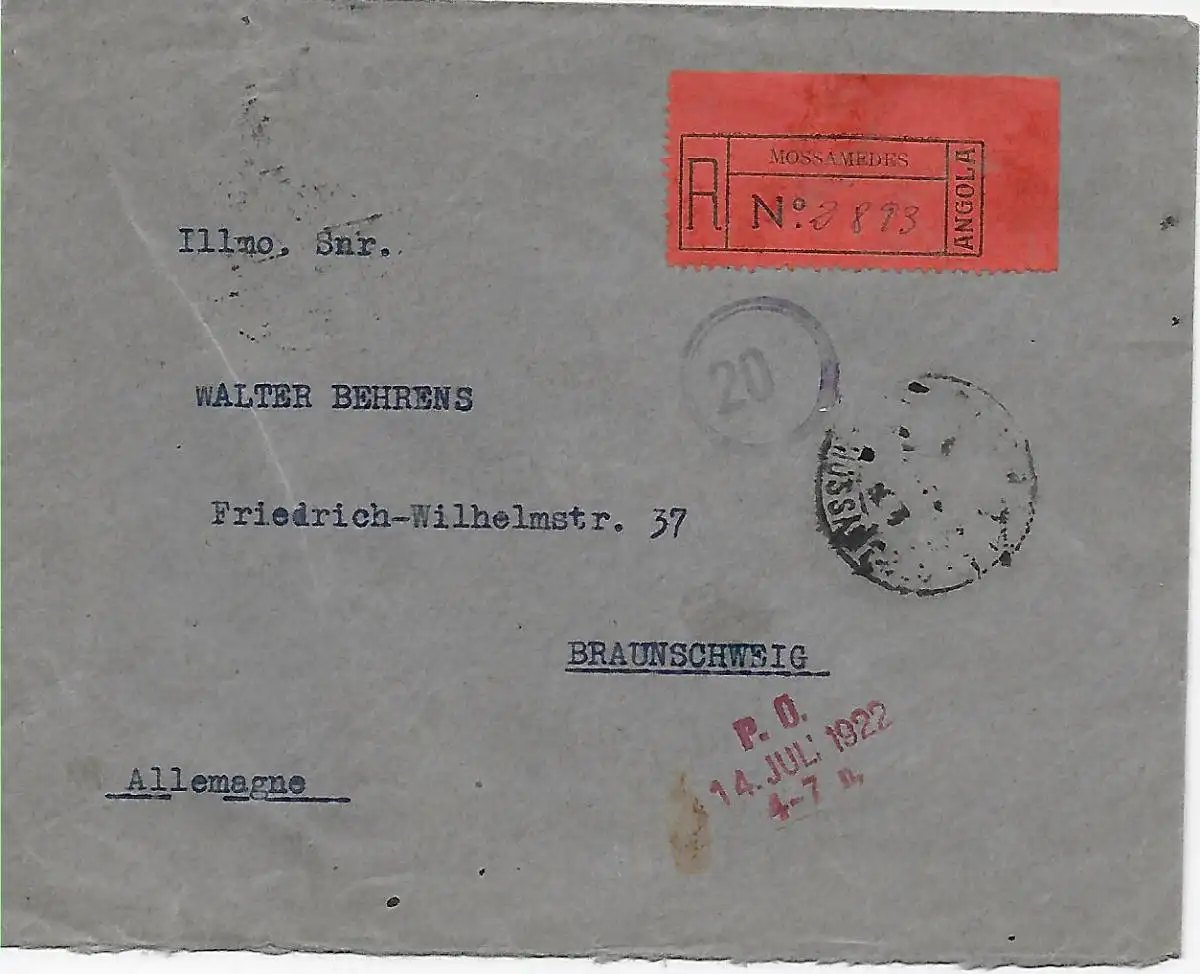 MOSSAMEDES
R
Nº 2893
ANGOLA
Illmo. Snr.
20
WALTER BEHRENS
Friedrich-Wilhelmstr. 37
BRAUNSCHWEIG
P. O.
14. JUL. 1922
4-7 n.
Allemagne